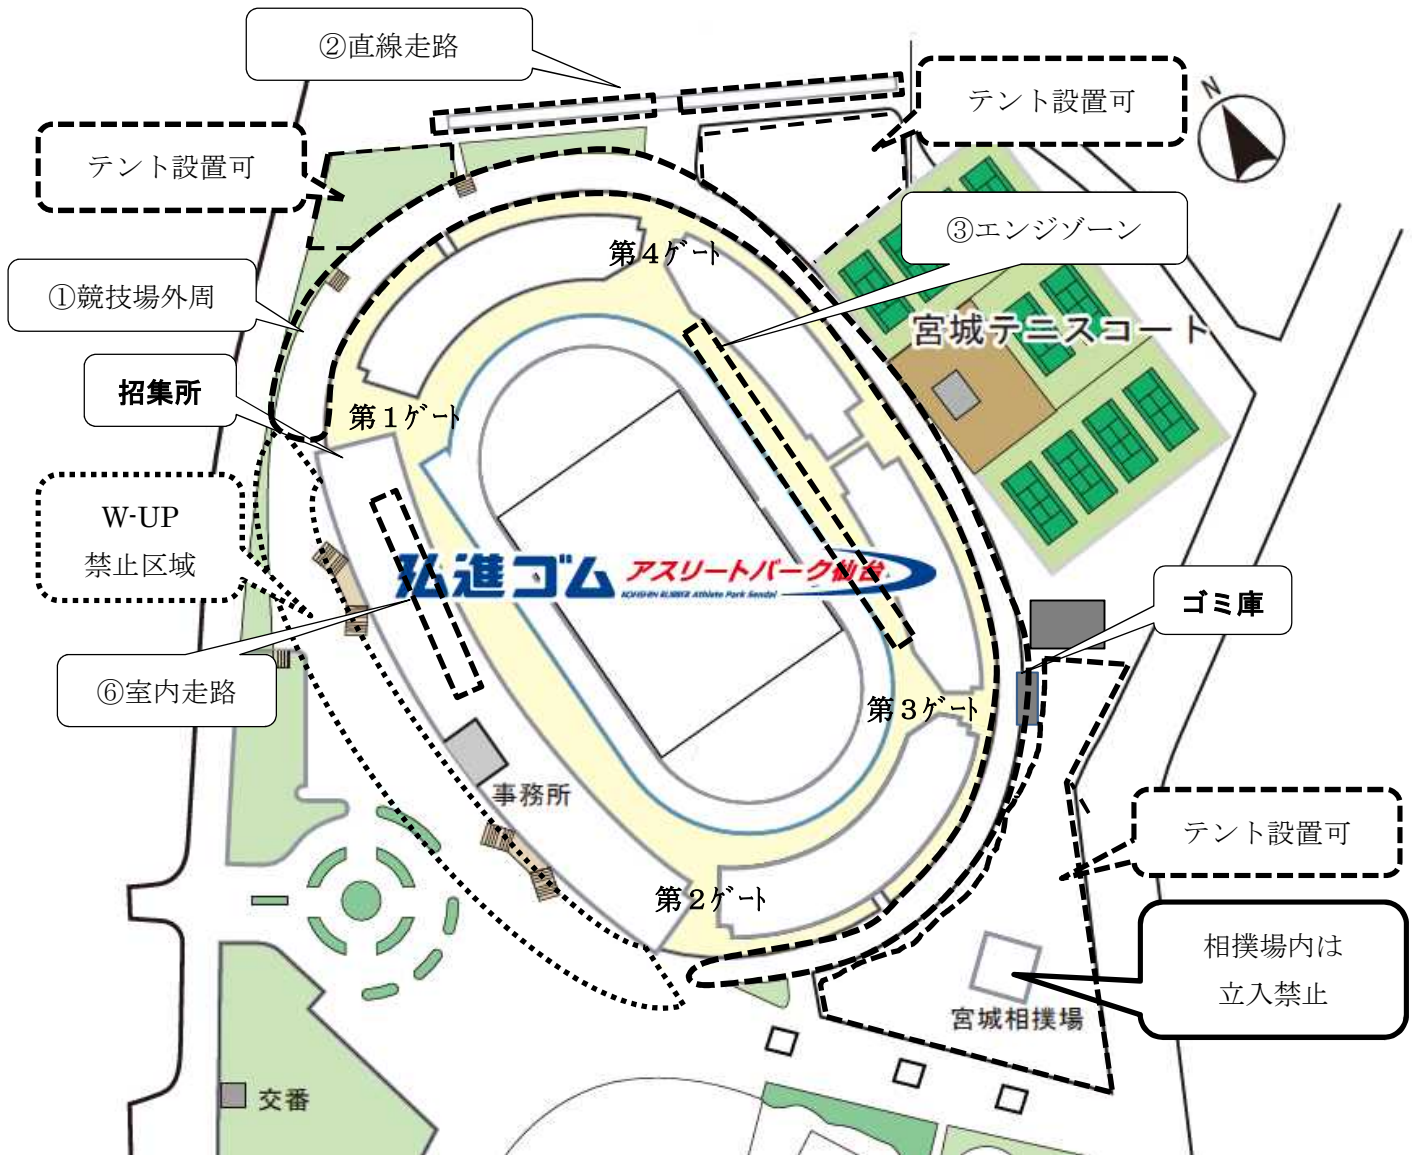 ②直線走路
テント設置可
N
テント設置可
③エンジゾーン
第4ゲート
①競技場外周
宮城テニスコート
招集所
第1ゲート
W-UP
禁止区域
弘進ゴム アスリートパーク仙台
KOHSHIN RUBBER Athlete Park Sendai
ゴミ庫
⑥室内走路
第3ゲート
事務所
テント設置可
第2ゲート
相撲場内は
立入禁止
宮城相撲場
交番